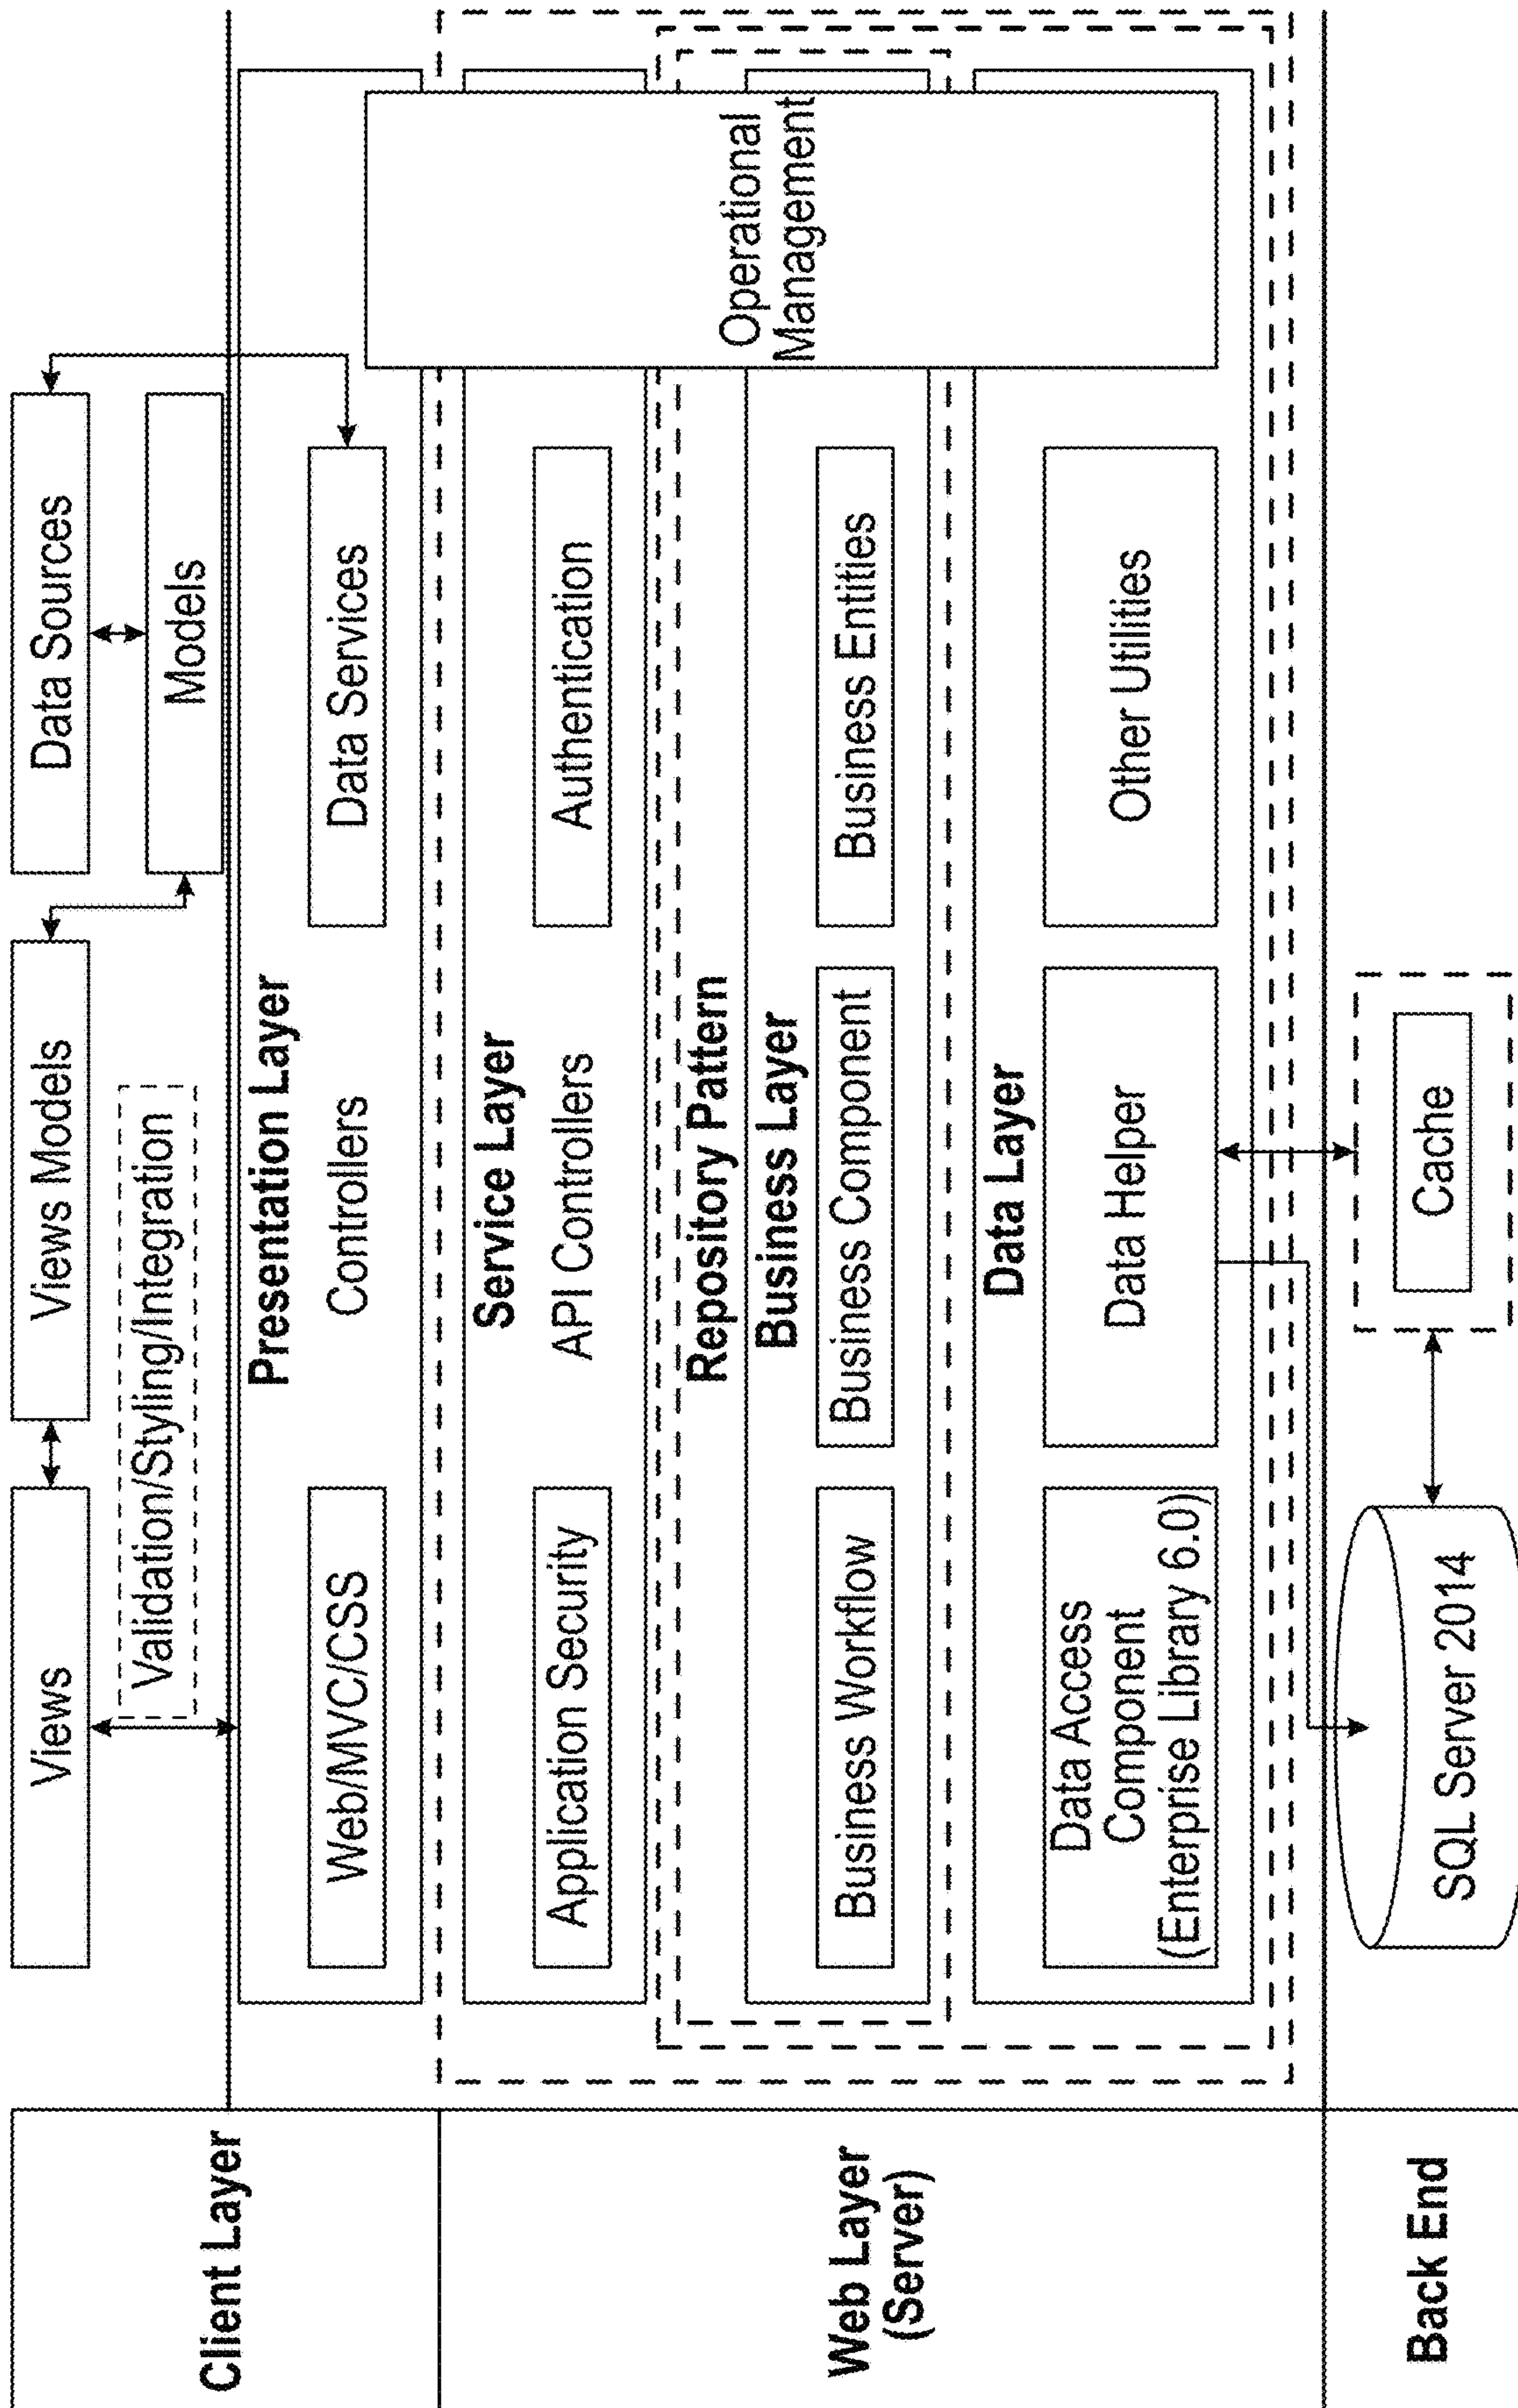 Client Layer
Views
Views Models
Data Sources
Validation/Styling/Integration
Models
Presentation Layer
Web/MVC/CSS
Controllers
Data Services
Web Layer
(Server)
Service Layer
Application Security
API Controllers
Authentication
Repository Pattern
Business Layer
Business Workflow
Business Component
Business Entities
Data Layer
Data Access
Component
(Enterprise Library 6.0)
Data Helper
Other Utilities
Operational
Management
Back End
SQL Server 2014
Cache